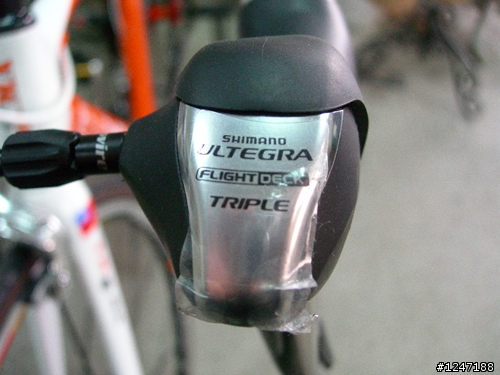 SHIMANO
ULTEGRA
FLIGHT DECK
TRIPLE
#1247188